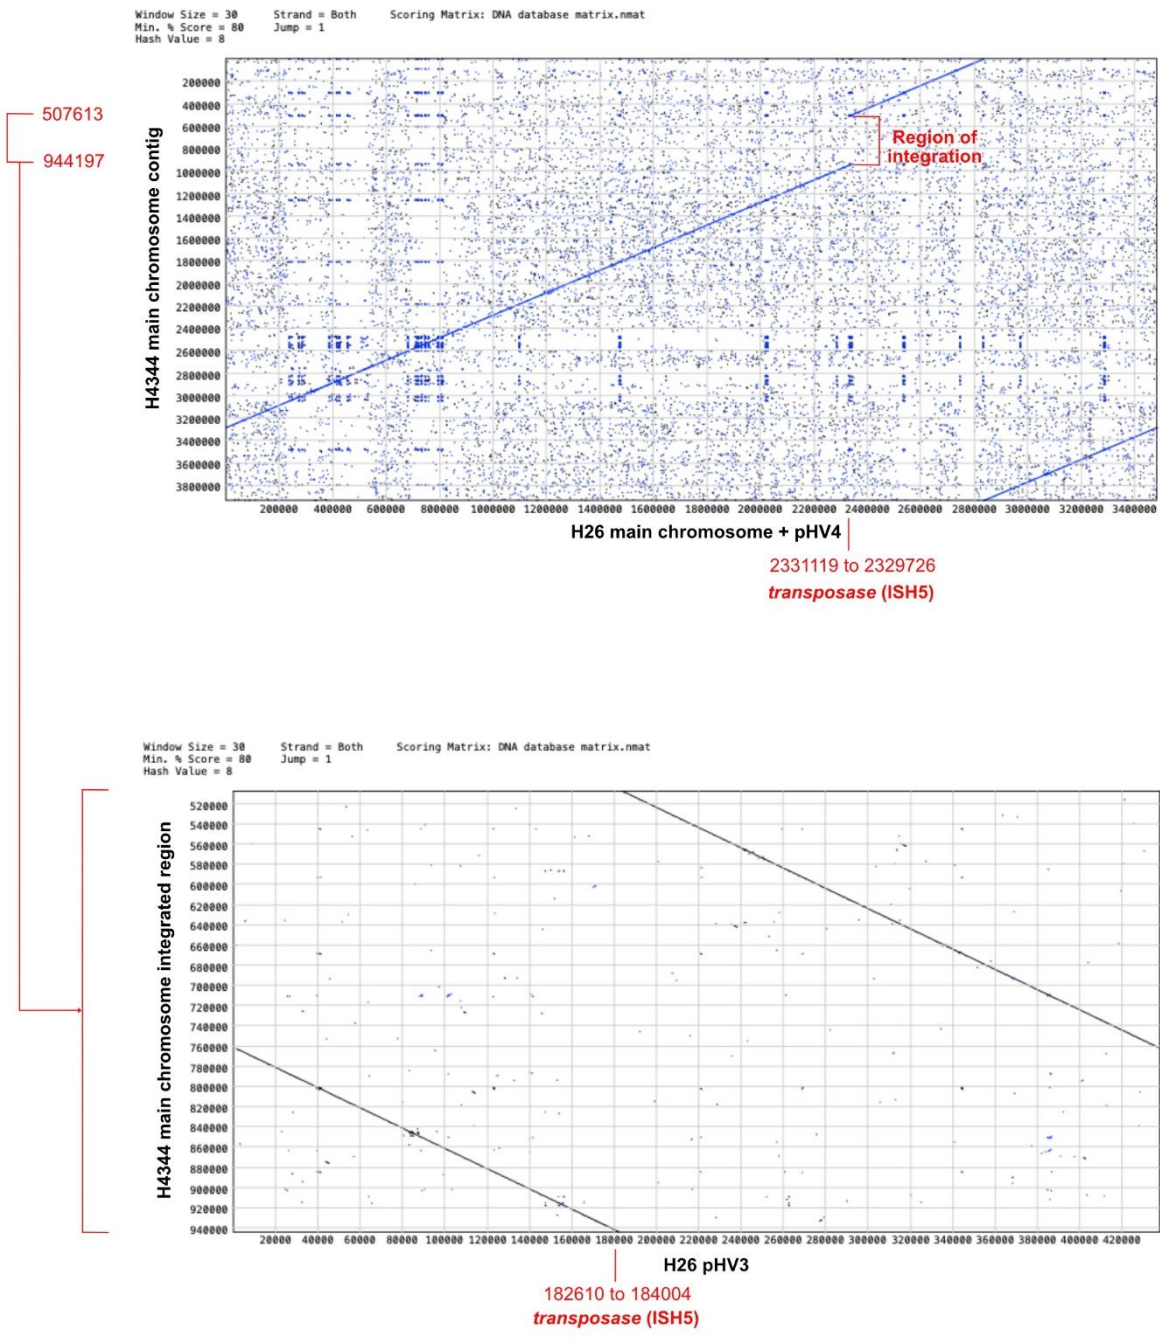 Window Size = 30 Strand = Both Scoring Matrix: DNA database matrix.nmat
Min. % Score = 80 Jump = 1
Hash Value = 8
507613
944197
H4344 main chromosome contig
200000
400000
600000
800000
1000000
1200000
1400000
1600000
1800000
2000000
2200000
2400000
2600000
2800000
3000000
3200000
3400000
3600000
3800000
Region of
integration
200000 400000 600000 800000 1000000 1200000 1400000 1600000 1800000 2000000 2200000 2400000 2600000 2800000 3000000 3200000 3400000
H26 main chromosome + pHV4
2331119 to 2329726
transposase (ISH5)
Window Size = 30 Strand = Both Scoring Matrix: DNA database matrix.nmat
Min. % Score = 80 Jump = 1
Hash Value = 8
H4344 main chromosome integrated region
520000
540000
560000
580000
600000
620000
640000
660000
680000
700000
720000
740000
760000
780000
800000
820000
840000
860000
880000
900000
920000
940000
20000 40000 60000 80000 100000 120000 140000 160000 180000 200000 220000 240000 260000 280000 300000 320000 340000 360000 380000 400000 420000
H26 pHV3
182610 to 184004
transposase (ISH5)